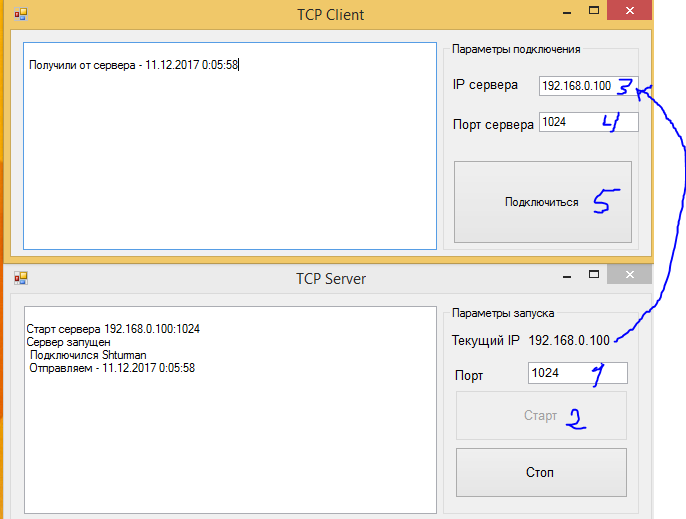 TCP Client
Получили от сервера - 11.12.2017 0:05:58
Параметры подключения
IP сервера 192.168.0.100 3
Порт сервера 1024 4
Подключиться 5
TCP Server
Старт сервера 192.168.0.100:1024
Сервер запущен
Подключился Shturman
Отправляем - 11.12.2017 0:05:58
Параметры запуска
Текущий IP 192.168.0.100
Порт 1024 1
Старт 2
Стоп